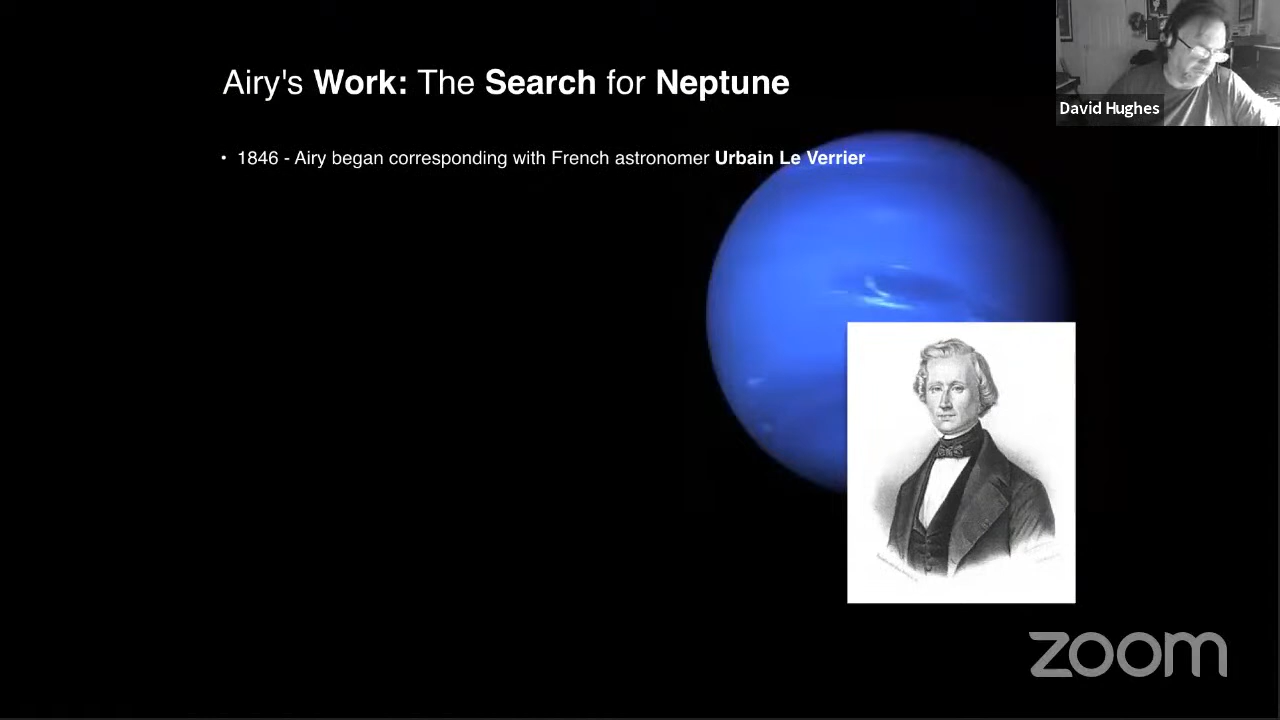 Airy's Work: The Search for Neptune
• 1846 - Airy began corresponding with French astronomer Urbain Le Verrier
David Hughes
zoom